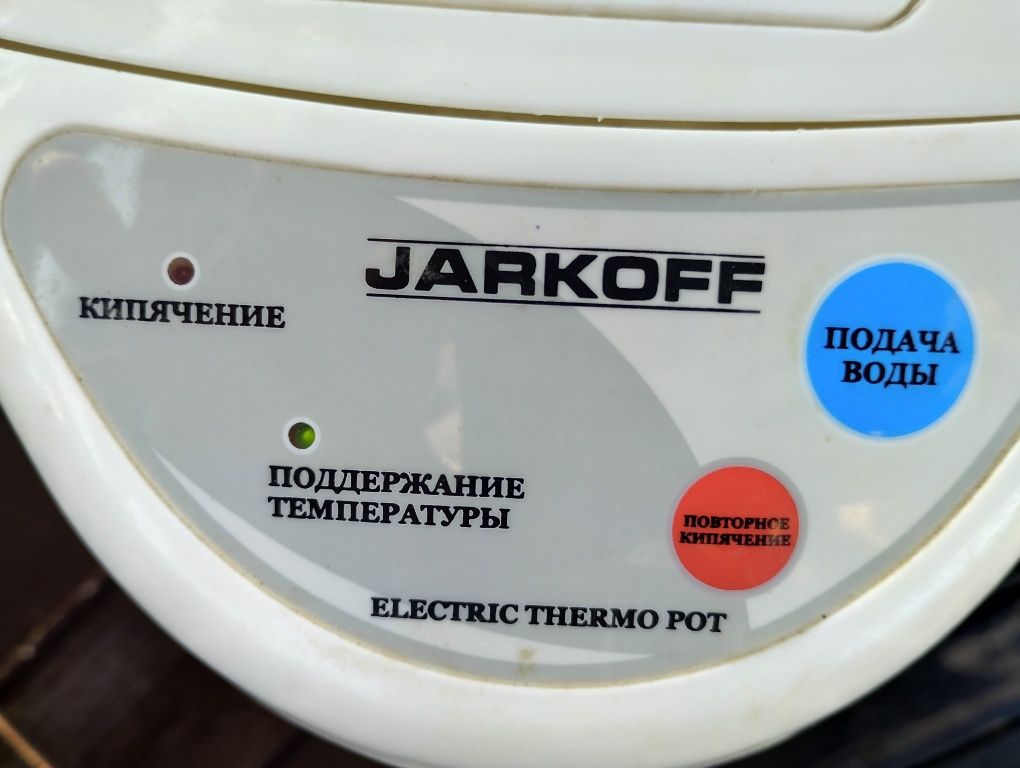 JARKOFF
КИПЯЧЕНИЕ
ПОДАЧА
ВОДЫ
ПОДДЕРЖАНИЕ
ТЕМПЕРАТУРЫ
ПОВТОРНОЕ
КИПЯЧЕНИЕ
ELECTRIC THERMO POT